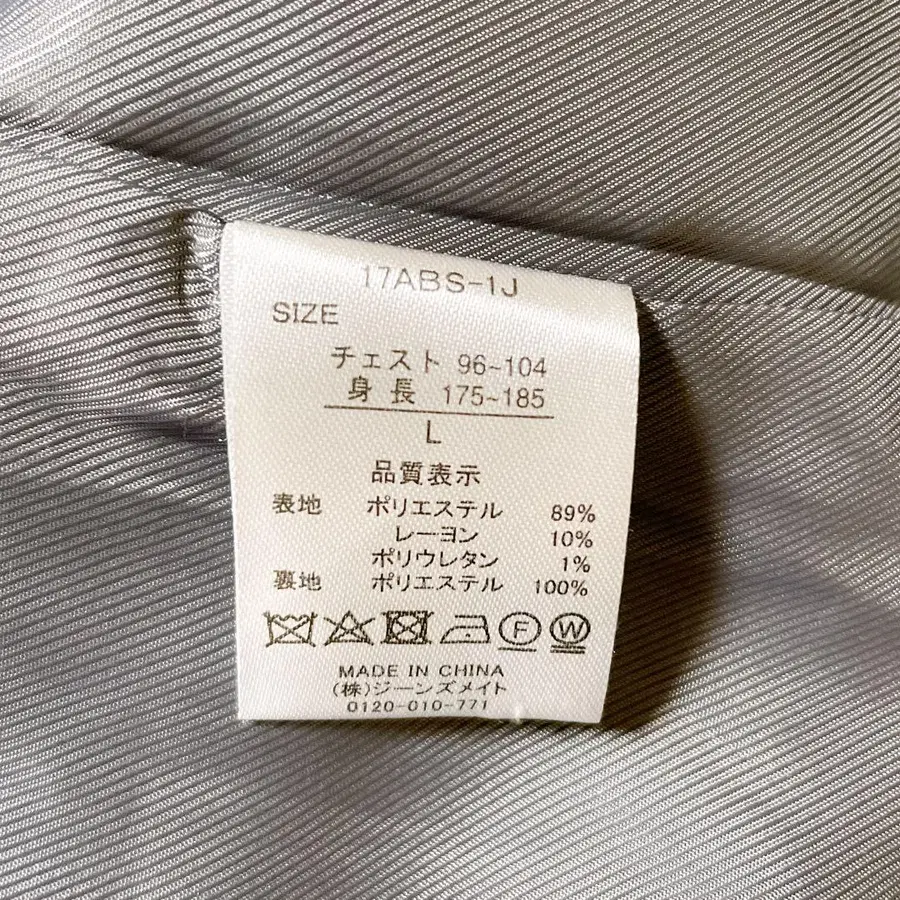 17ABS-1J
SIZE
チェスト 96~104
身長 175~185
L
品質表示
表地 ポリエステル 89%
レーヨン 10%
ポリウレタン 1%
裏地 ポリエステル 100%
F W
MADE IN CHINA
(株)ジーンズメイト
0120-010-771